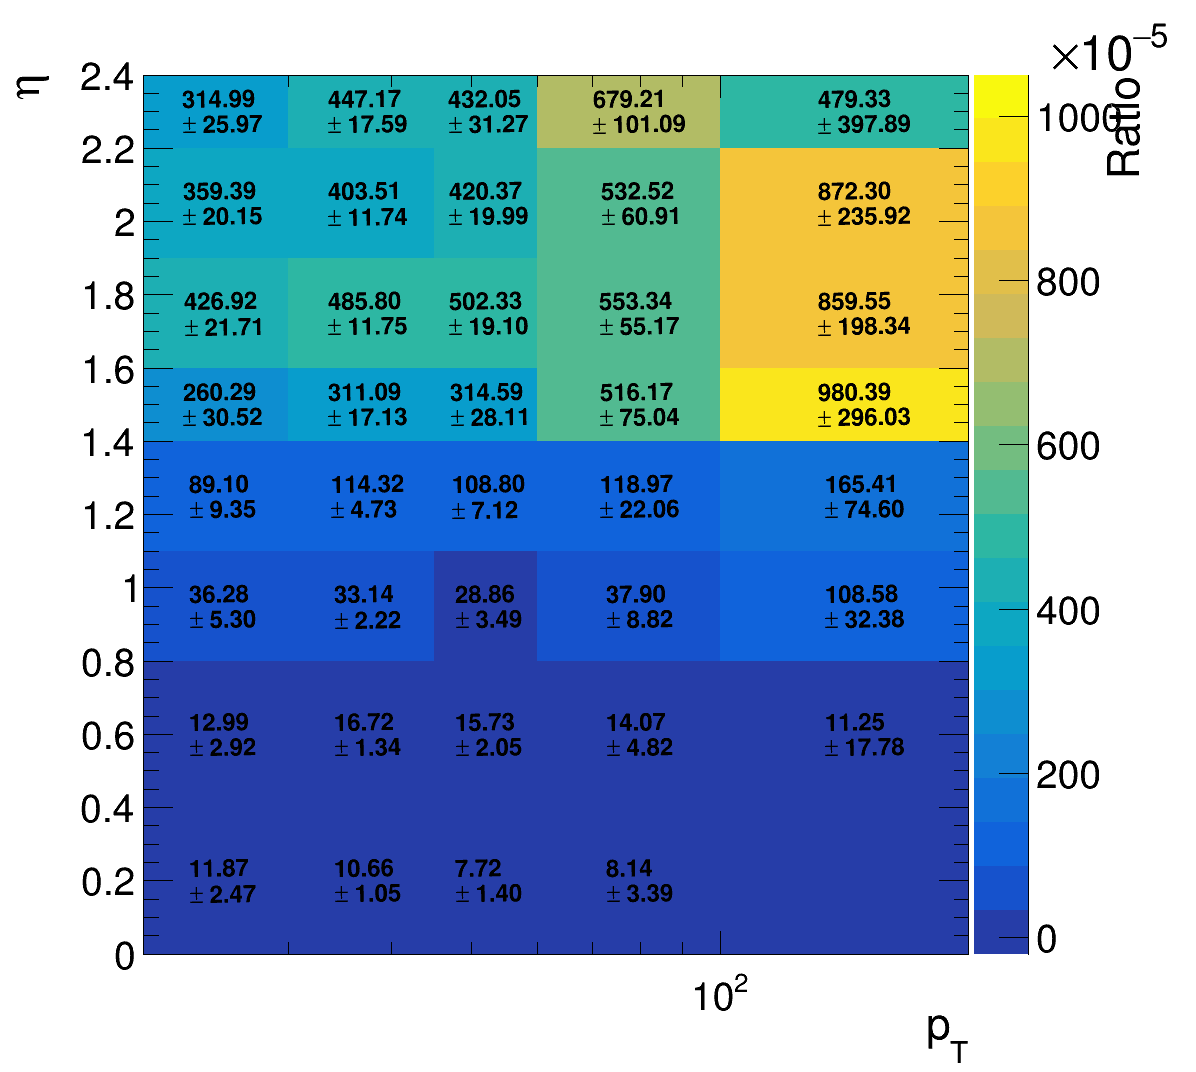 ×10−5
η
Ratio
2.4
314.99 447.17 432.05 679.21 479.33
± 25.97 ± 17.59 ± 31.27 ± 101.09 ± 397.89
1000
2.2
359.39 403.51 420.37 532.52 872.30
± 20.15 ± 11.74 ± 19.99 ± 60.91 ± 235.92
2
800
1.8
426.92 485.80 502.33 553.34 859.55
± 21.71 ± 11.75 ± 19.10 ± 55.17 ± 198.34
1.6
260.29 311.09 314.59 516.17 980.39
± 30.52 ± 17.13 ± 28.11 ± 75.04 ± 296.03
1.4
600
89.10 114.32 108.80 118.97 165.41
± 9.35 ± 4.73 ± 7.12 ± 22.06 ± 74.60
1.2
1
36.28 33.14 28.86 37.90 108.58
± 5.30 ± 2.22 ± 3.49 ± 8.82 ± 32.38
400
0.8
12.99 16.72 15.73 14.07 11.25
± 2.92 ± 1.34 ± 2.05 ± 4.82 ± 17.78
0.6
200
0.4
11.87 10.66 7.72 8.14
± 2.47 ± 1.05 ± 1.40 ± 3.39
0.2
0
0
10²
pT